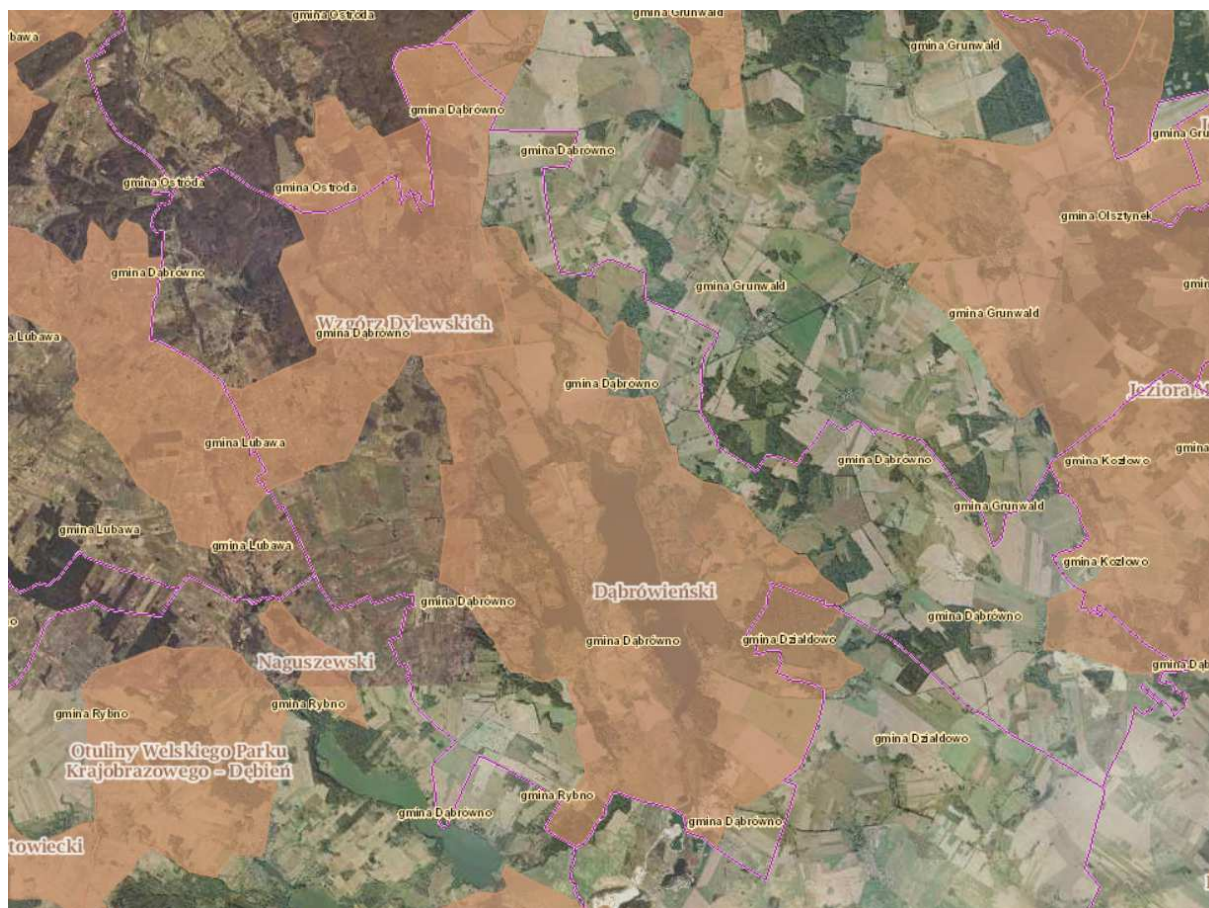 gmina Ostróda
gmina Grunwald
gmina Grunwald
gmina Dąbrówno
gmina Dąbrówno
gmina Ostróda
gmina Ostróda
gmina Olsztynek
gmina Dąbrówno
gmina Grunwald
gmina Grunwald
Wzgórz Dylewskich
gmina Dąbrówno
gmina Dąbrówno
Jeziora M
gmina Lubawa
gmina Dąbrówno
gmina Kozłowo
gmina Grunwald
gmina Lubawa
gmina Lubawa
gmina Kozłowo
Dąbrówieński
gmina Dąbrówno
gmina Dąbrówno
gmina Dąbrówno
gmina Działdowo
Naguszewski
gmina Rybno
gmina Rybno
gmina Działdowo
Otuliny Welskiego Parku
Krajobrazowego - Dębień
gmina Rybno
gmina Dąbrówno
gmina Dąbrówno
towiecki